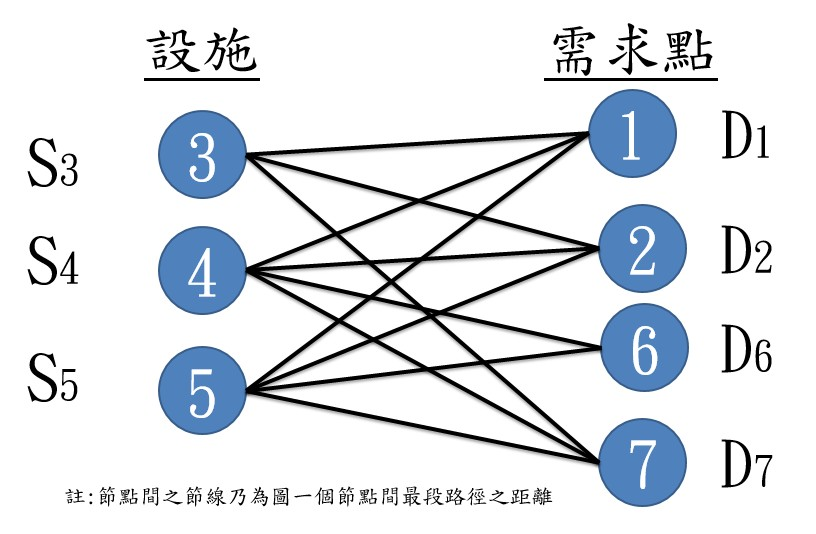 設施 需求點
S3 3 1 D1
S4 4 2 D2
6 D6
S5 5
7 D7
註:節點間之節線乃為圖一個節點間最段路徑之距離